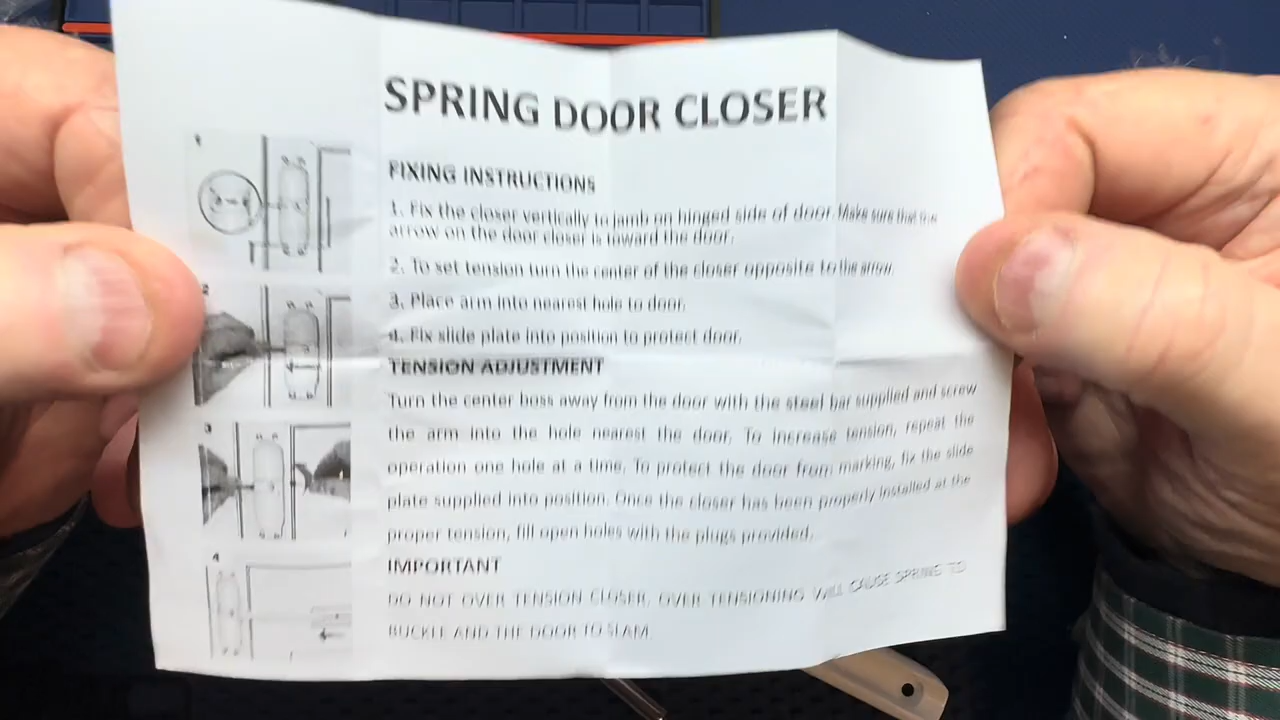 SPRING DOOR CLOSER
FIXING INSTRUCTIONS
1. Fix the closer vertically to jamb on hinged side of door. Make sure that the
arrow on the door closer is toward the door.
2. To set tension turn the center of the closer opposite to the arrow.
3. Place arm into nearest hole to door.
4. Fix slide plate into position to protect door.
TENSION ADJUSTMENT
Turn the center boss away from the door with the steel bar supplied and screw
the arm into the hole nearest the door. To increase tension, repeat the
operation one hole at a time. To protect the door from marking, fix the slide
plate supplied into position. Once the closer has been properly installed at the
proper tension, fill open holes with the plugs provided.
IMPORTANT
DO NOT OVER TENSION CLOSER. OVER TENSIONING WILL CAUSE SPRING TO
BUCKLE AND THE DOOR TO SLAM.
1
2
3
4